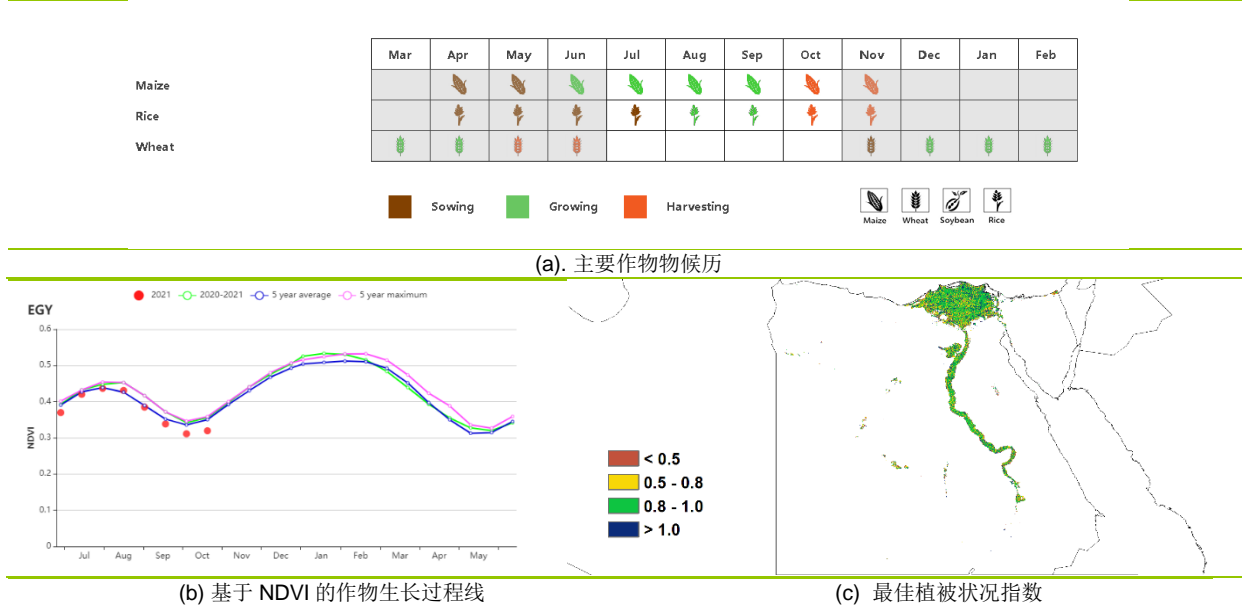 Mar Apr May Jun Jul Aug Sep Oct Nov Dec Jan Feb
Maize
Rice
Wheat
Sowing Growing Harvesting
Maize Wheat Soybean Rice
(a). 主要作物物候历
2021 2020-2021 5 year average 5 year maximum
EGY
0.6
0.5
0.4
0.3
0.2
0.1
0
NDVI
Jul Aug Sep Oct Nov Dec Jan Feb Mar Apr May
< 0.5
0.5 - 0.8
0.8 - 1.0
> 1.0
(b) 基于 NDVI 的作物生长过程线
(c) 最佳植被状况指数